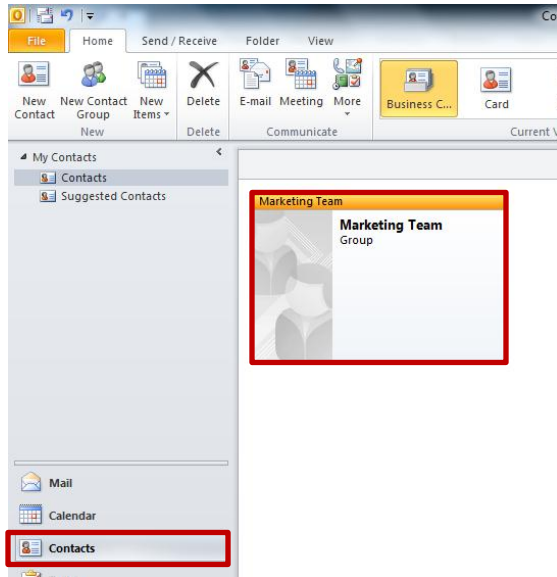 Co
File Home Send / Receive Folder View
New Contact
New Contact Group
New Items
Delete
E-mail
Meeting
More
Business C...
Card
New
Delete
Communicate
Current V
My Contacts
Contacts
Suggested Contacts
Marketing Team
Marketing Team
Group
Mail
Calendar
Contacts